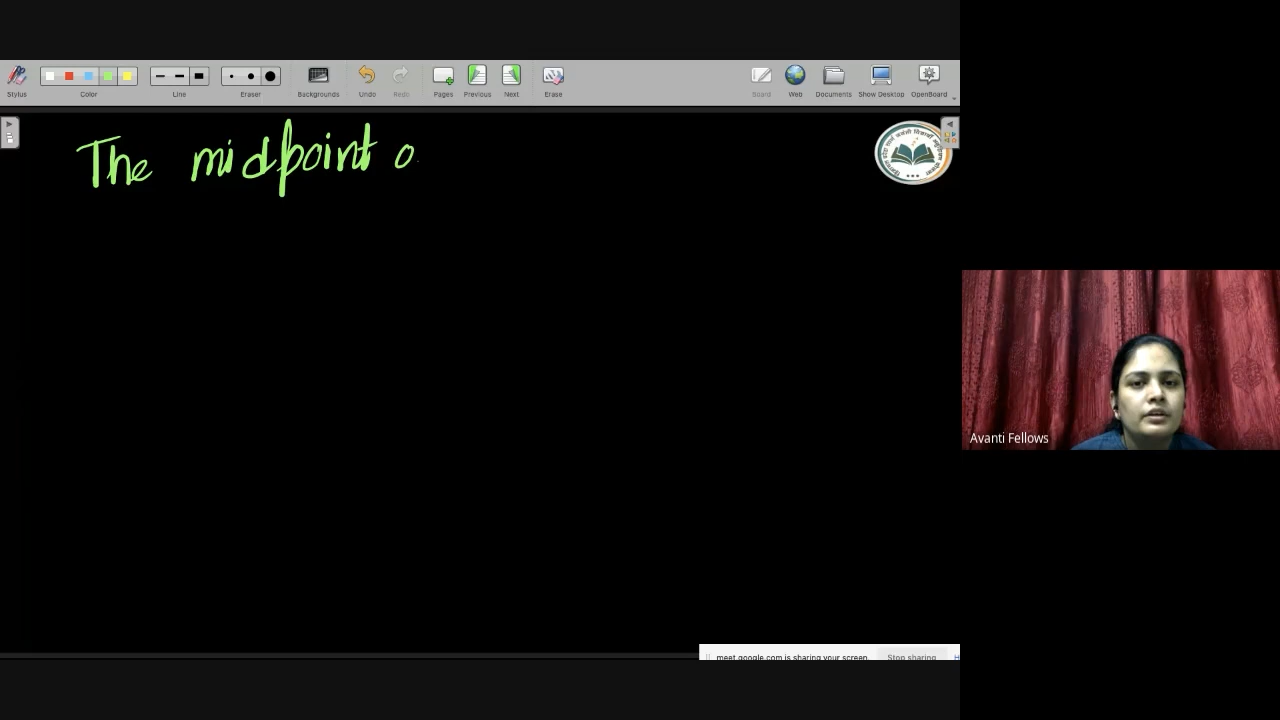 Stylus
Color
Line
Eraser
Backgrounds
Undo
Redo
Pages
Previous
Next
Erase
Board
Web
Documents
Show Desktop
OpenBoard
The midpoint o
Avanti Fellows
meet.google.com is sharing your screen.
Stop sharing
H